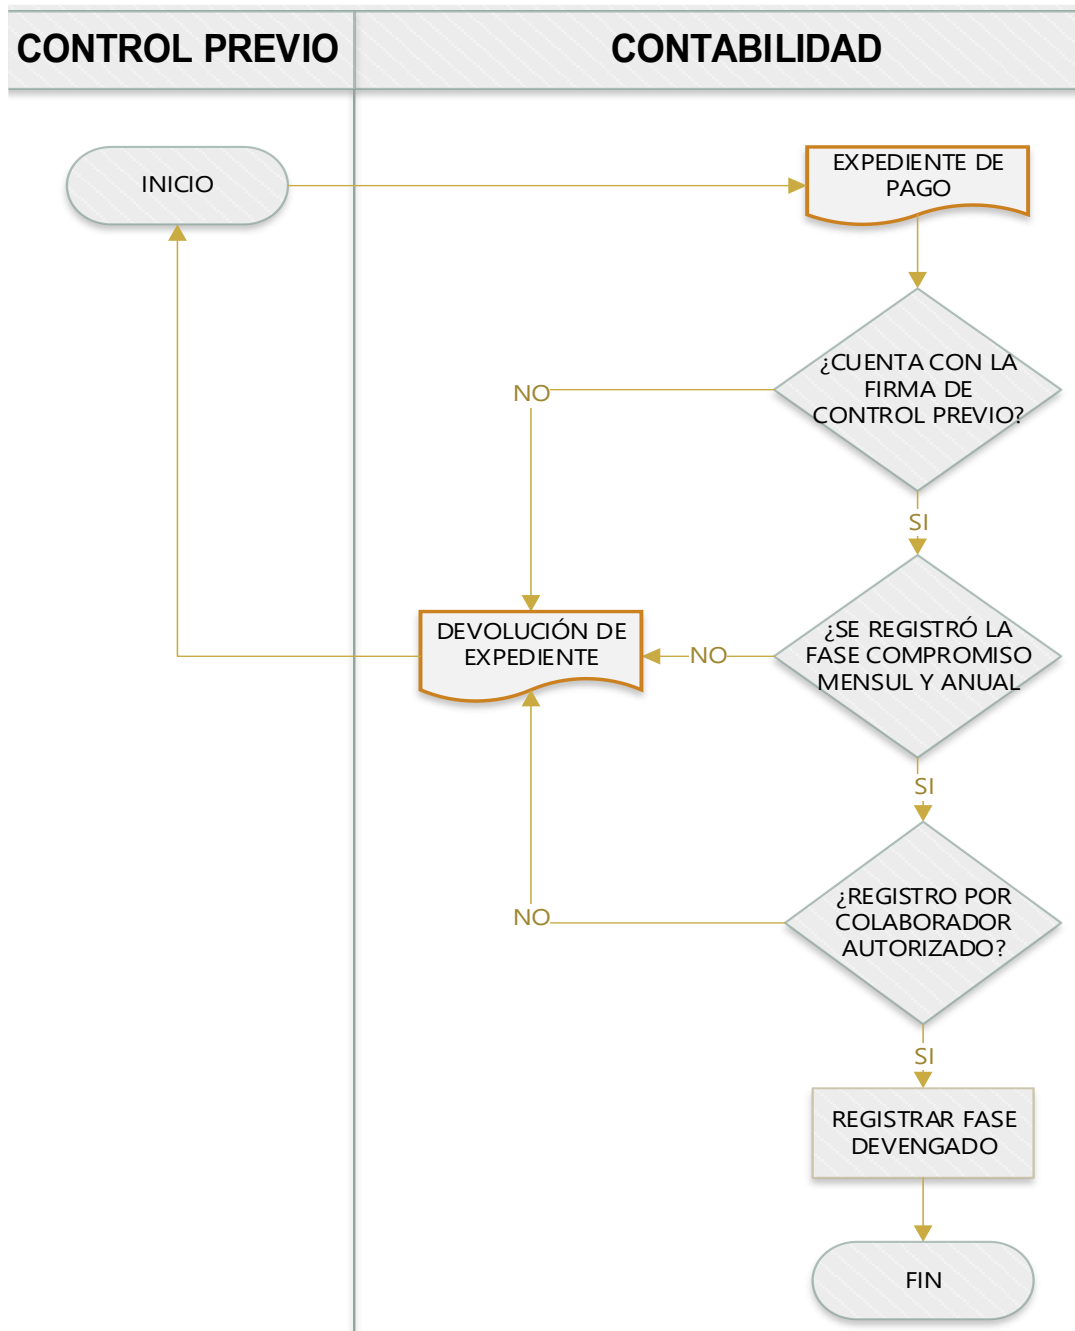 CONTROL PREVIO
CONTABILIDAD
INICIO
EXPEDIENTE DE
PAGO
¿CUENTA CON LA
FIRMA DE
CONTROL PREVIO?
NO
SI
DEVOLUCIÓN DE
EXPEDIENTE
NO
¿SE REGISTRÓ LA
FASE COMPROMISO
MENSUL Y ANUAL
SI
¿REGISTRO POR
COLABORADOR
AUTORIZADO?
NO
SI
REGISTRAR FASE
DEVENGADO
FIN